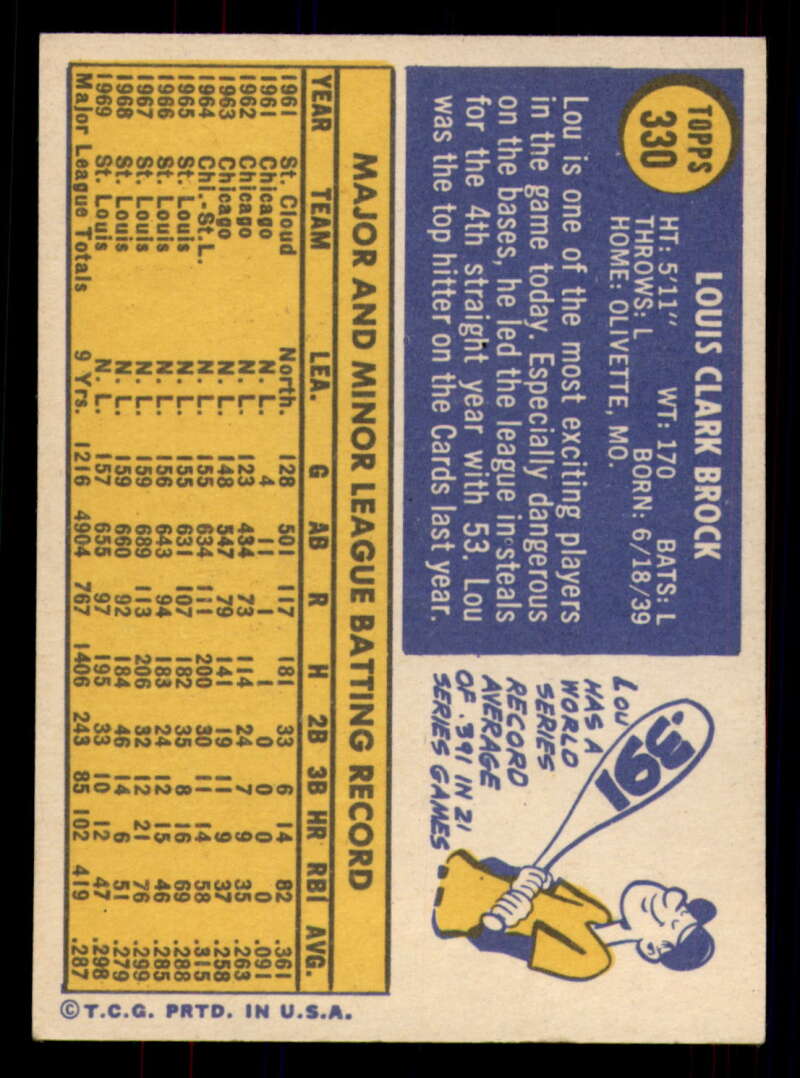 TOPPS
330
LOUIS CLARK BROCK
HT: 5'11" WT: 170 BATS: L
THROWS: L BORN: 6/18/39
HOME: OLIVETTE, MO.
Lou is one of the most exciting players
in the game today. Especially dangerous
on the bases, he led the league in steals
for the 4th straight year with 53. Lou
was the top hitter on the Cards last year.
.391
LOU
HAS A
WORLD
SERIES
RECORD
AVERAGE
OF .391 IN 21
SERIES GAMES
MAJOR AND MINOR LEAGUE BATTING RECORD
YEAR TEAM LEA. G AB R H 2B 3B HR RBI AVG.
1961 St. Cloud North. 128 501 117 181 33 6 14 82 .361
1961 Chicago N. L. 4 11 1 1 0 0 0 0 .091
1962 Chicago N. L. 123 434 73 114 24 7 9 35 .263
1963 Chicago N. L. 148 547 79 141 19 11 9 37 .258
1964 Chi.-St.L. N. L. 155 634 111 200 30 11 14 58 .315
1965 St. Louis N. L. 155 631 107 182 35 8 16 69 .288
1966 St. Louis N. L. 156 643 94 183 24 12 15 46 .285
1967 St. Louis N. L. 159 689 113 206 32 12 21 76 .299
1968 St. Louis N. L. 159 660 92 184 46 14 6 51 .279
1969 St. Louis N. L. 157 655 97 195 33 10 12 47 .298
Major League Totals 9 Yrs. 1216 4904 767 1406 243 85 102 419 .287
© T.C.G. PRTD. IN U.S.A.